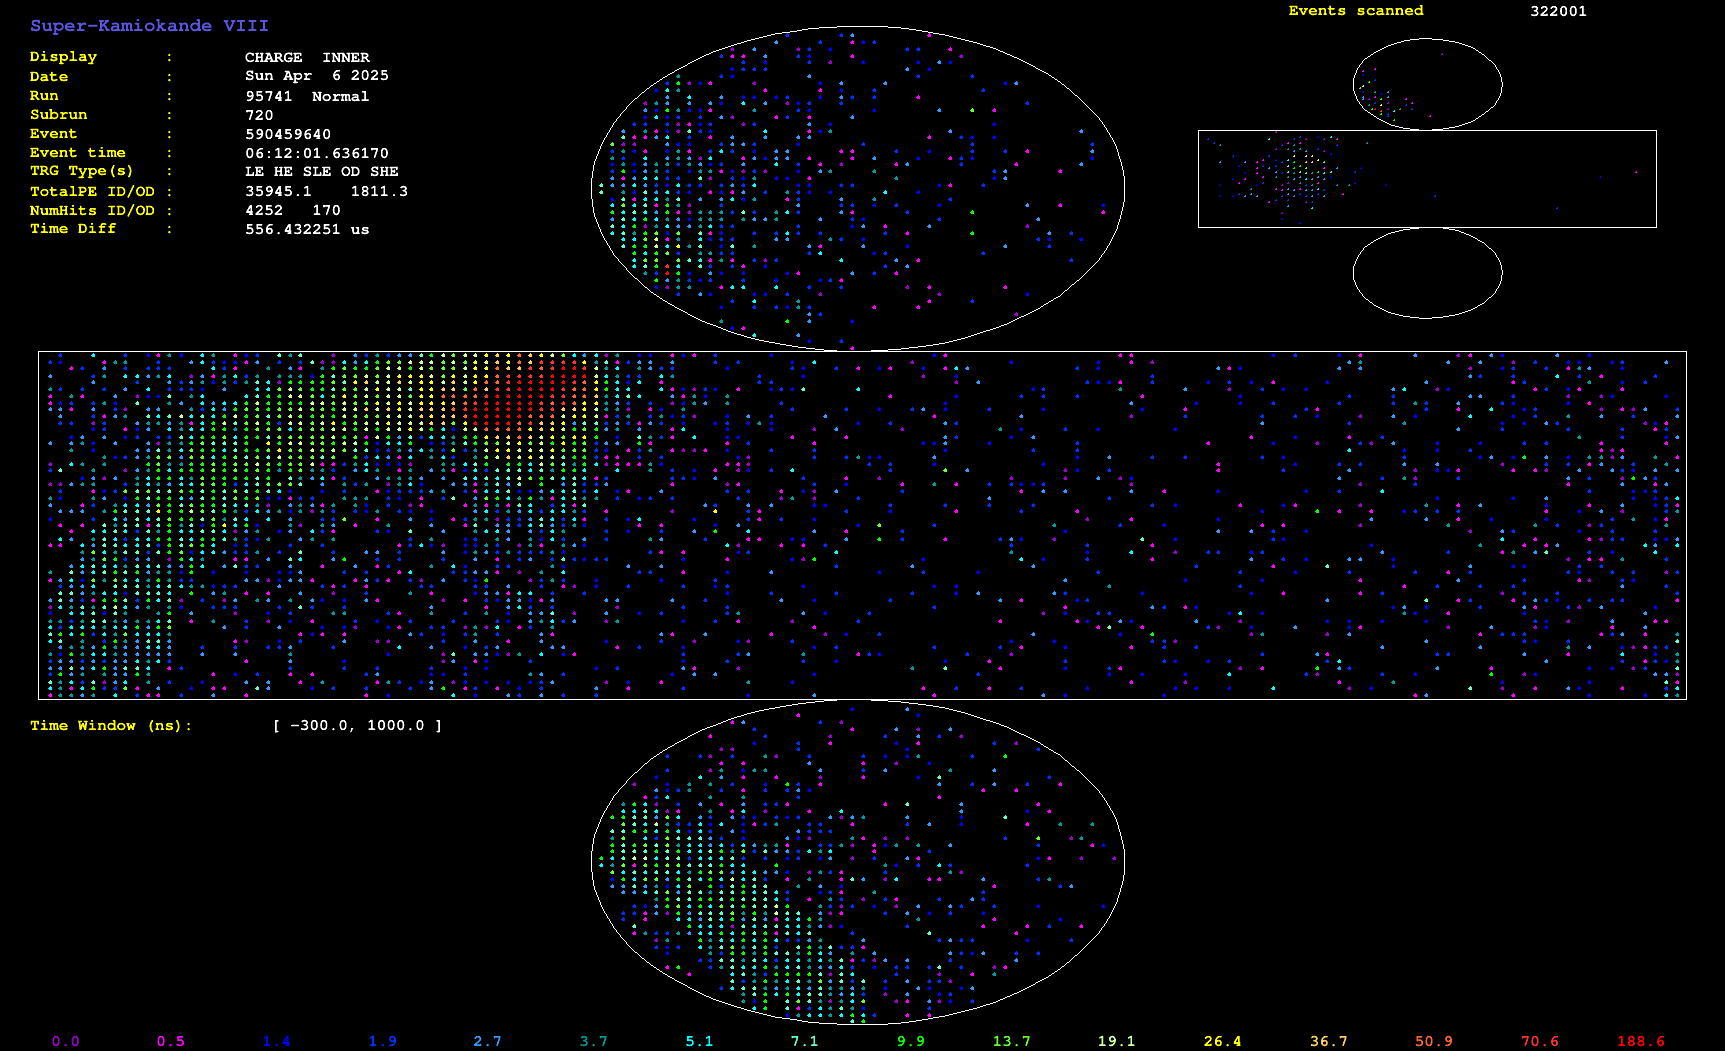 Super-Kamiokande VIII
Display : CHARGE INNER
Date : Sun Apr 6 2025
Run : 95741 Normal
Subrun : 720
Event : 590459640
Event time : 06:12:01.636170
TRG Type(s) : LE HE SLE OD SHE
TotalPE ID/OD : 35945.1 1811.3
NumHits ID/OD : 4252 170
Time Diff : 556.432251 us
Events scanned 322001
Time Window (ns): [ -300.0, 1000.0 ]
0.0 0.5 1.4 1.9 2.7 3.7 5.1 7.1 9.9 13.7 19.1 26.4 36.7 50.9 70.6 188.6